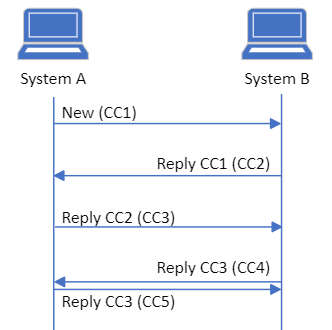 System A
System B
New (CC1)
Reply CC1 (CC2)
Reply CC2 (CC3)
Reply CC3 (CC4)
Reply CC3 (CC5)